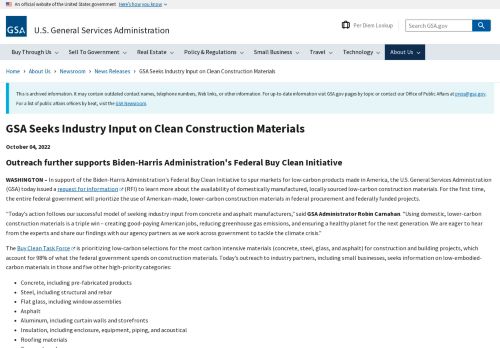 An official website of the United States government Here's how you know
GSA U.S. General Services Administration
Per Diem Lookup
Search GSA.gov
Buy Through Us Sell To Government Real Estate Policy & Regulations Small Business Travel Technology About Us
Home › About Us › Newsroom › News Releases › GSA Seeks Industry Input on Clean Construction Materials
This is archived information. It may contain outdated contact names, telephone numbers, Web links, or other information. For up-to-date information visit GSA.gov pages by topic or contact our Office of Public Affairs at press@gsa.gov.
For a list of public affairs officers by beat, visit the GSA Newsroom.
GSA Seeks Industry Input on Clean Construction Materials
October 04, 2022
Outreach further supports Biden-Harris Administration's Federal Buy Clean Initiative
WASHINGTON – In support of the Biden-Harris Administration's Federal Buy Clean Initiative to spur markets for low-carbon products made in America, the U.S. General Services Administration
(GSA) today issued a request for information (RFI) to learn more about the availability of domestically manufactured, locally sourced low-carbon construction materials. For the first time,
the entire federal government will prioritize the use of American-made, lower-carbon construction materials in federal procurement and federally funded projects.
"Today's action follows our successful model of seeking industry input from concrete and asphalt manufacturers," said GSA Administrator Robin Carnahan. "Using domestic, lower-carbon
construction materials is a triple win – creating good-paying American jobs, reducing greenhouse gas emissions, and ensuring a healthy planet for the next generation. We are eager to hear
from the experts and share our findings with our agency partners as we work across government to tackle the climate crisis."
The Buy Clean Task Force is prioritizing low-carbon selections for the most carbon intensive materials (concrete, steel, glass, and asphalt) for construction and building projects, which
account for 98% of what the federal government spends on construction materials. Today's outreach to industry partners, including small businesses, seeks information on low-embodied-
carbon materials in those and five other high-priority categories:
• Concrete, including pre-fabricated products
• Steel, including structural and rebar
• Flat glass, including window assemblies
• Asphalt
• Aluminum, including curtain walls and storefronts
• Insulation, including enclosure, equipment, piping, and acoustical
• Roofing materials